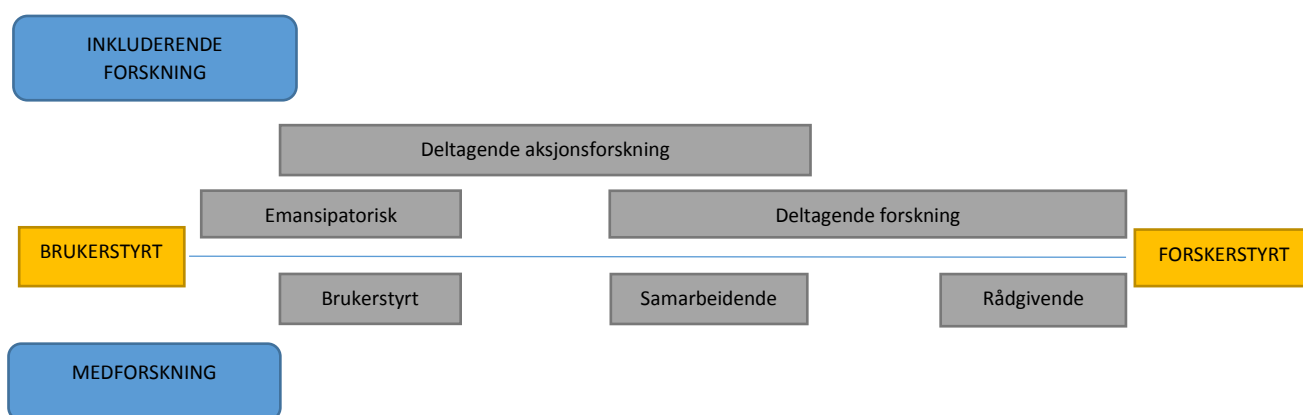 INKLUDERENDE
FORSKNING
Deltagende aksjonsforskning
Emansipatorisk
Deltagende forskning
BRUKERSTYRT
FORSKERSTYRT
Brukerstyrt
Samarbeidende
Rådgivende
MEDFORSKNING